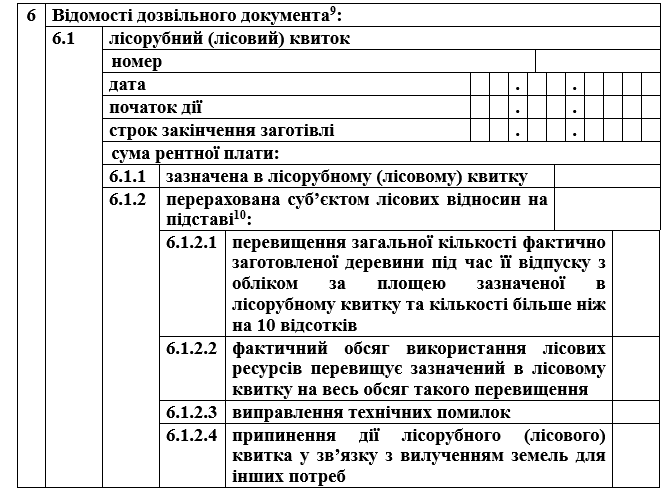 6 Відомості дозвільного документа⁹:
6.1 лісорубний (лісовий) квиток
номер
дата . .
початок дії . .
строк закінчення заготівлі . .
сума рентної плати:
6.1.1 зазначена в лісорубному (лісовому) квитку
6.1.2 перерахована суб’єктом лісових відносин на
підставі¹⁰:
6.1.2.1 перевищення загальної кількості фактично
заготовленої деревини під час її відпуску з
обліком за площею зазначеної в
лісорубному квитку та кількості більше ніж
на 10 відсотків
6.1.2.2 фактичний обсяг використання лісових
ресурсів перевищує зазначений в лісовому
квитку на весь обсяг такого перевищення
6.1.2.3 виправлення технічних помилок
6.1.2.4 припинення дії лісорубного (лісового)
квитка у зв’язку з вилученням земель для
інших потреб